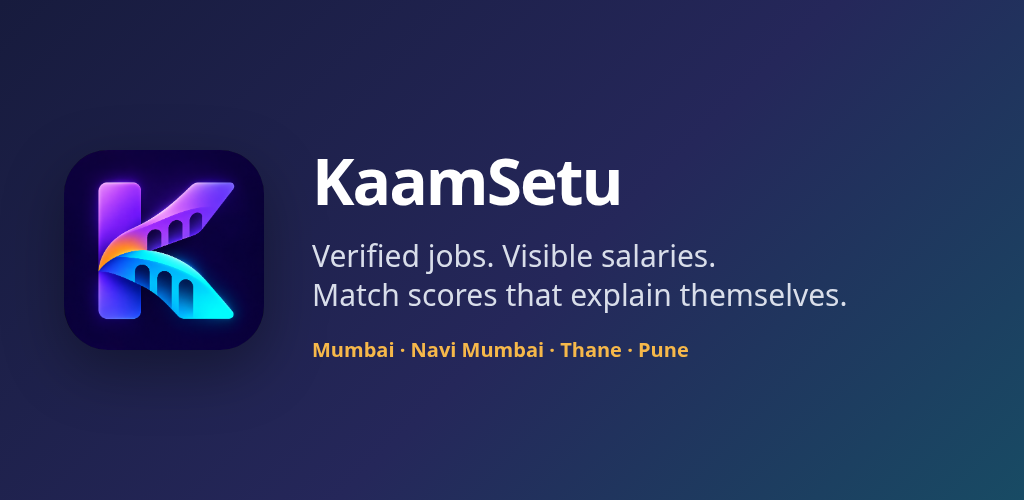 KaamSetu
Verified jobs. Visible salaries.
Match scores that explain themselves.
Mumbai · Navi Mumbai · Thane · Pune